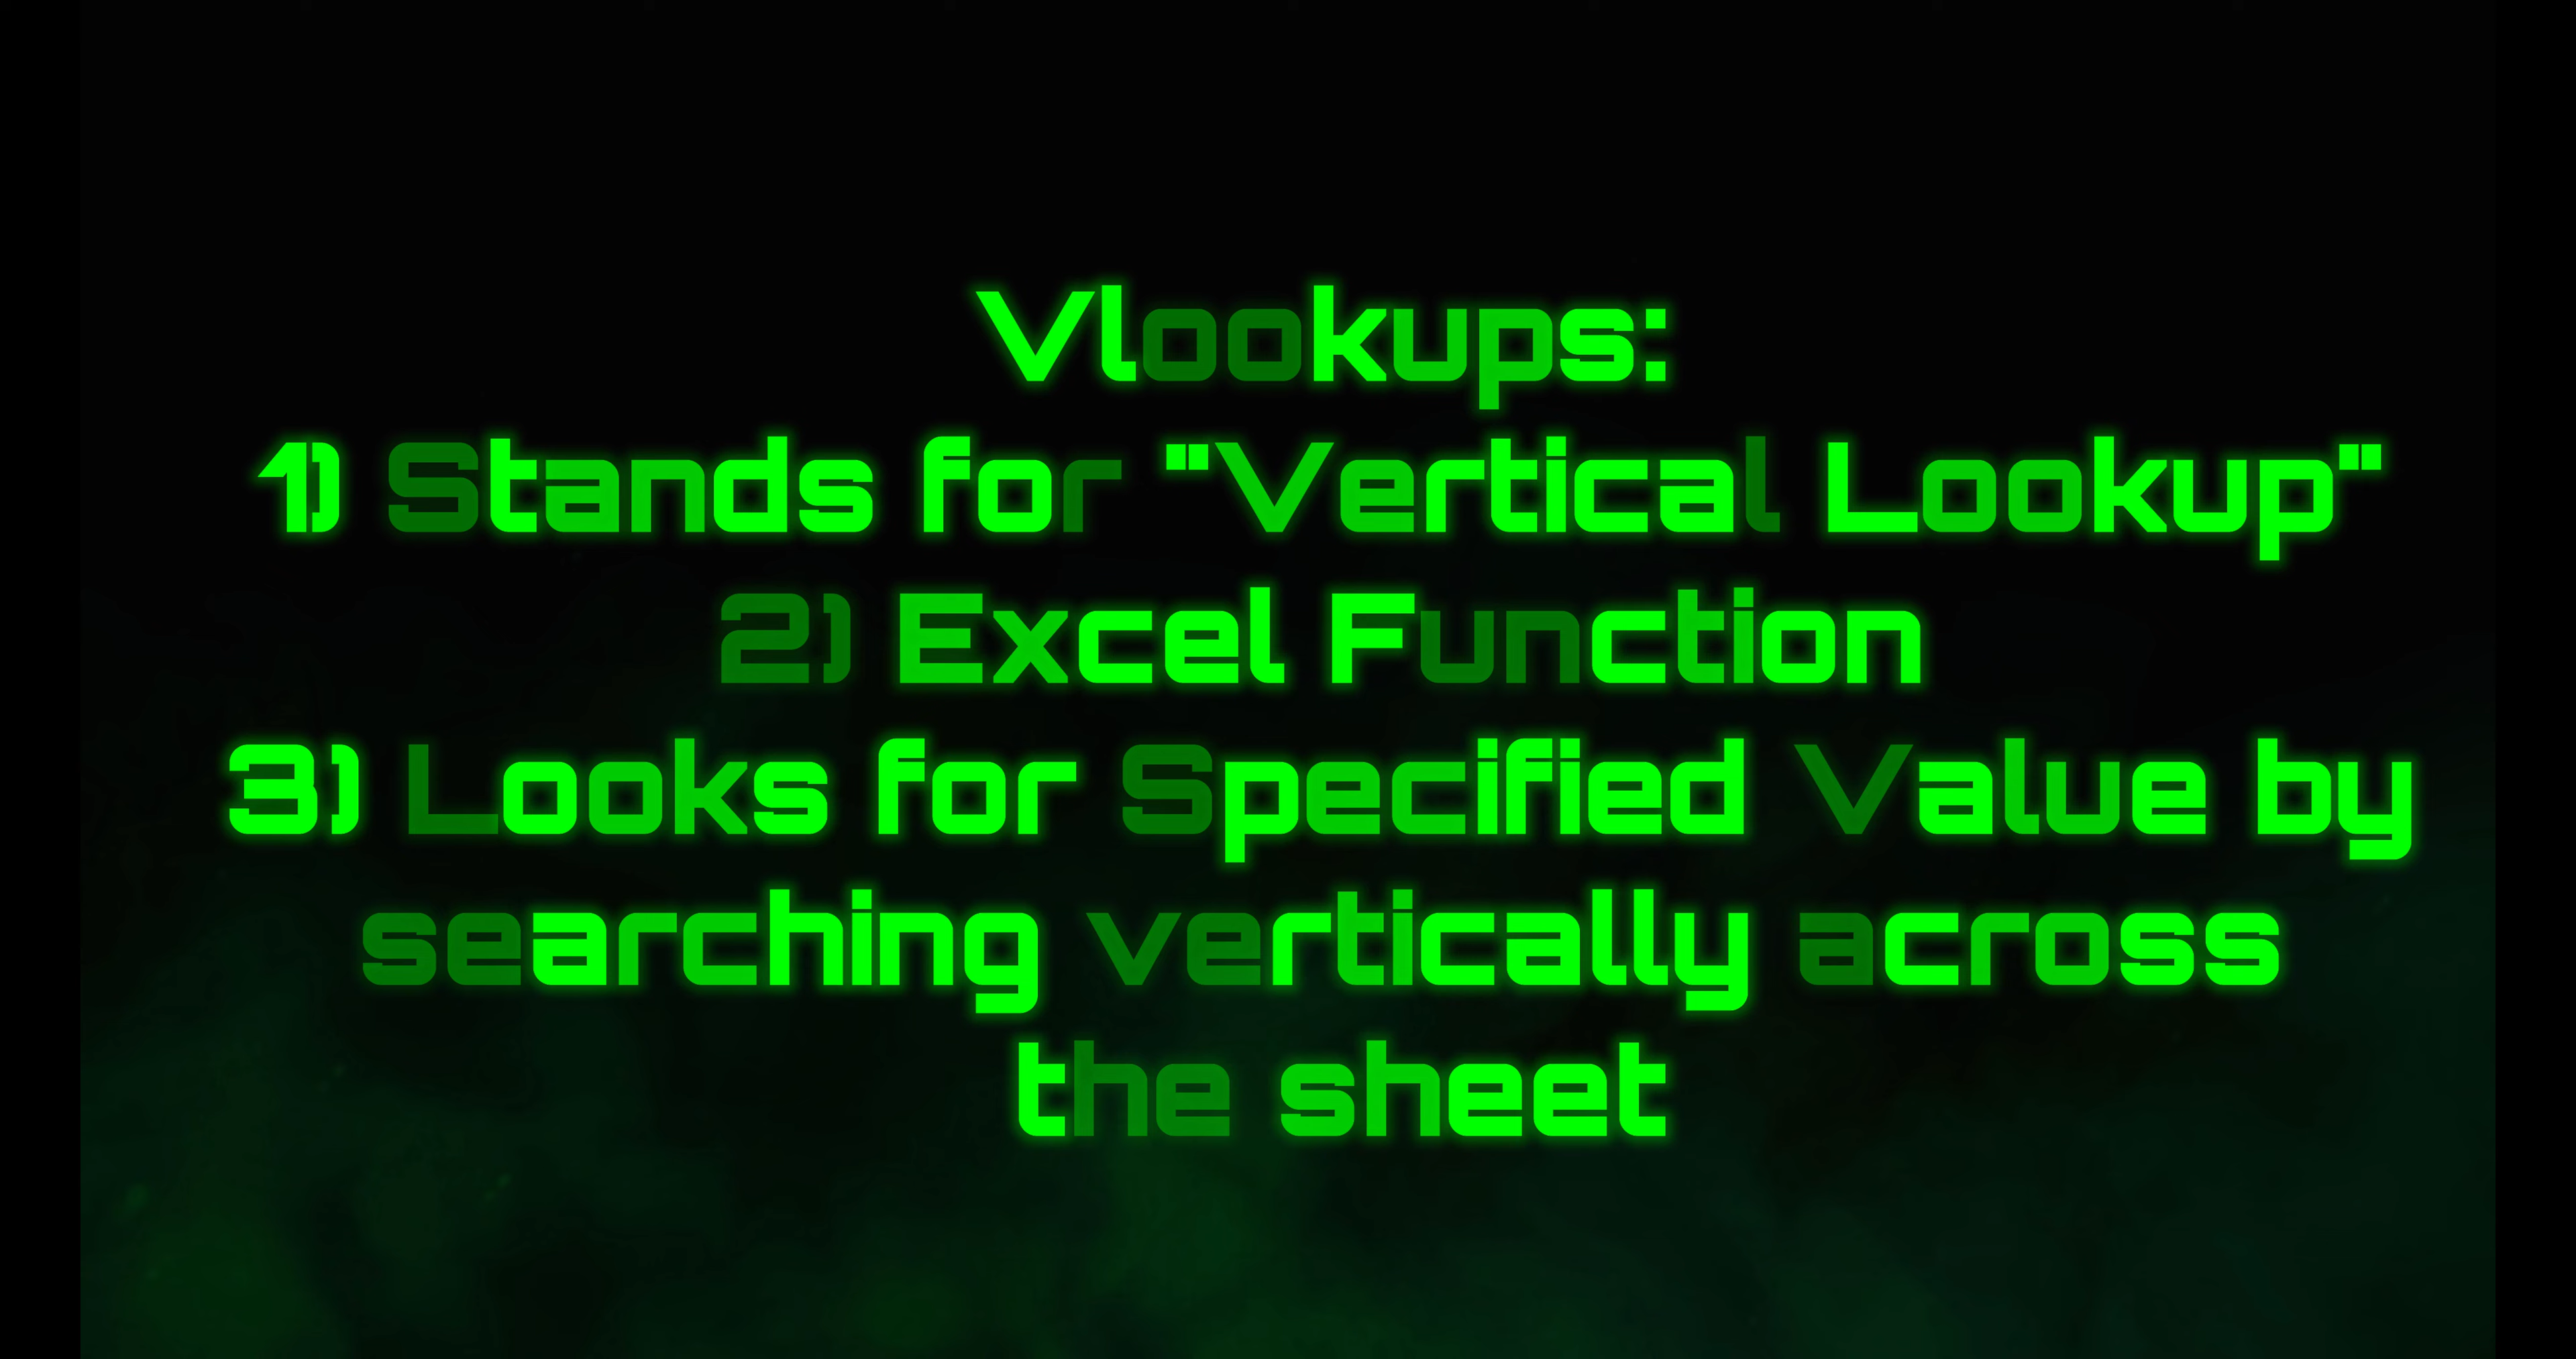 Vlookups:
1) Stands for "Vertical Lookup"
2) Excel Function
3) Looks for Specified Value by
searching vertically across
the sheet